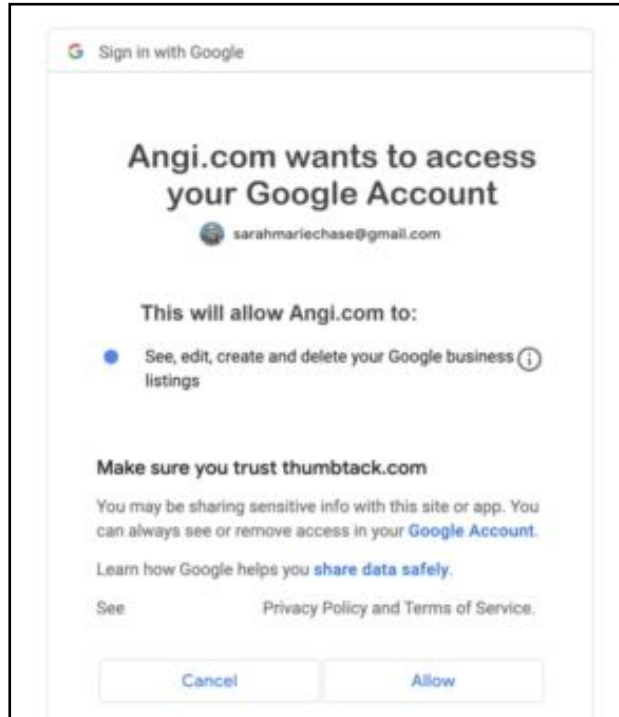 Sign in with Google
Angi.com wants to access
your Google Account
sarahmariechase@gmail.com
This will allow Angi.com to:
See, edit, create and delete your Google business
listings
Make sure you trust thumbtack.com
You may be sharing sensitive info with this site or app. You
can always see or remove access in your Google Account.
Learn how Google helps you share data safely.
See Privacy Policy and Terms of Service.
Cancel Allow